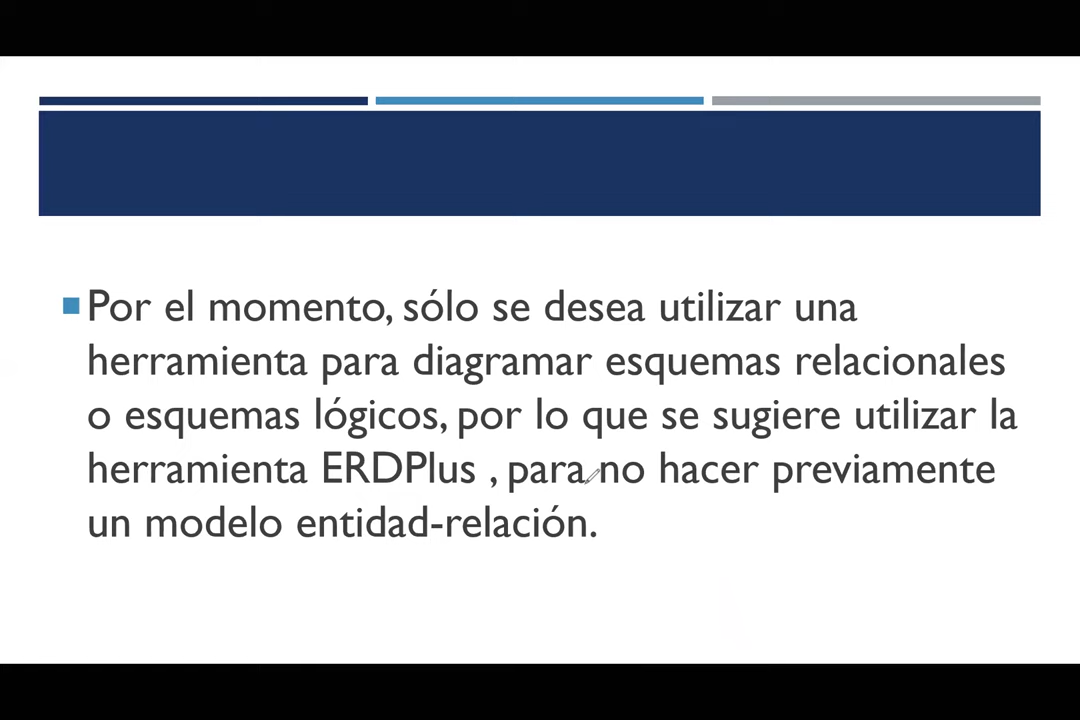 Por el momento, sólo se desea utilizar una
herramienta para diagramar esquemas relacionales
o esquemas lógicos, por lo que se sugiere utilizar la
herramienta ERDPlus , para no hacer previamente
un modelo entidad-relación.